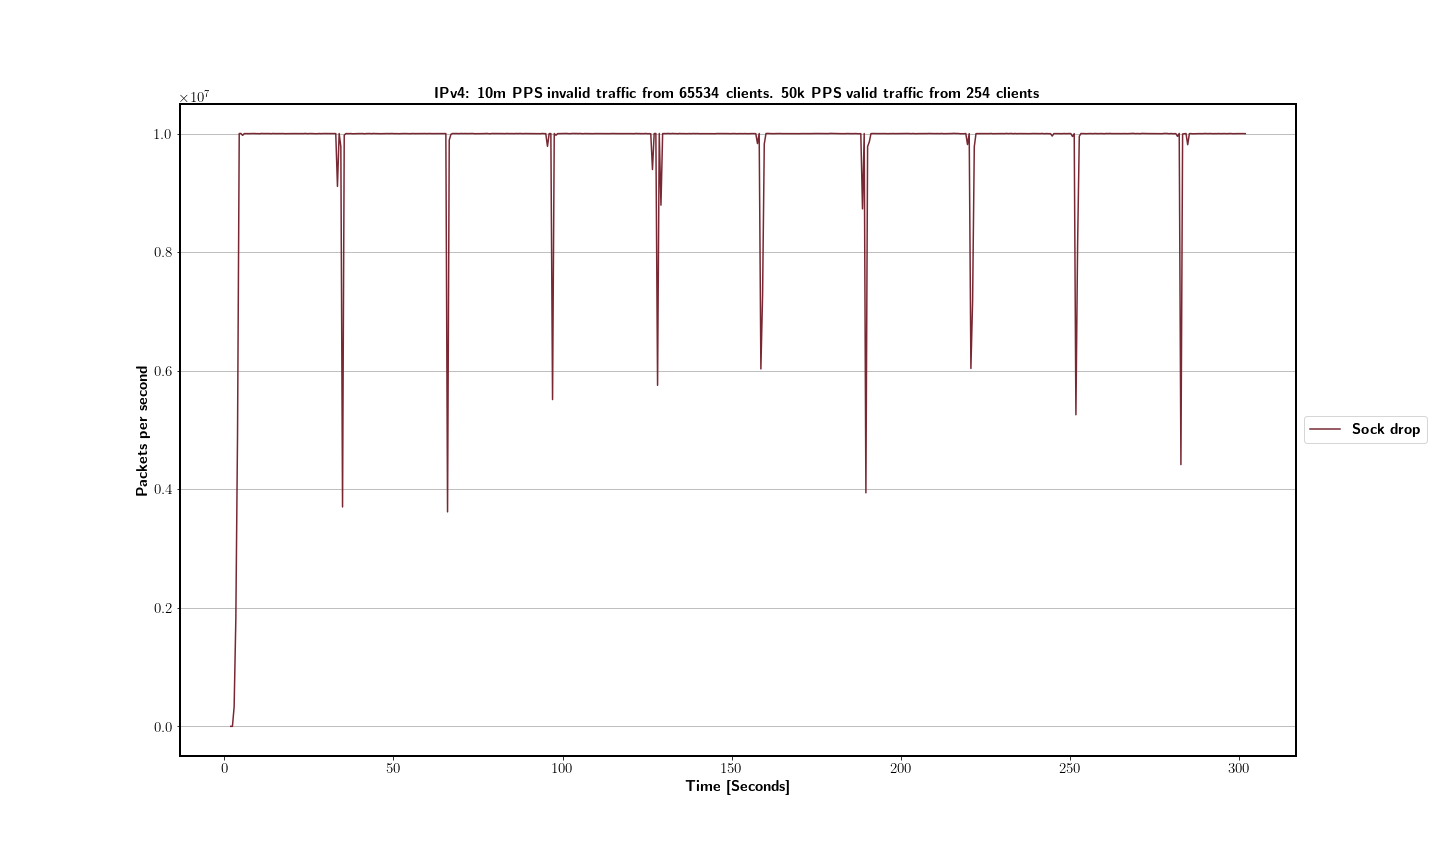 IPv4: 10m PPS invalid traffic from 65534 clients. 50k PPS valid traffic from 254 clients
×10⁷
1.0
0.8
0.6
0.4
0.2
0.0
Packets per second
0 50 100 150 200 250 300
Time [Seconds]
Sock drop